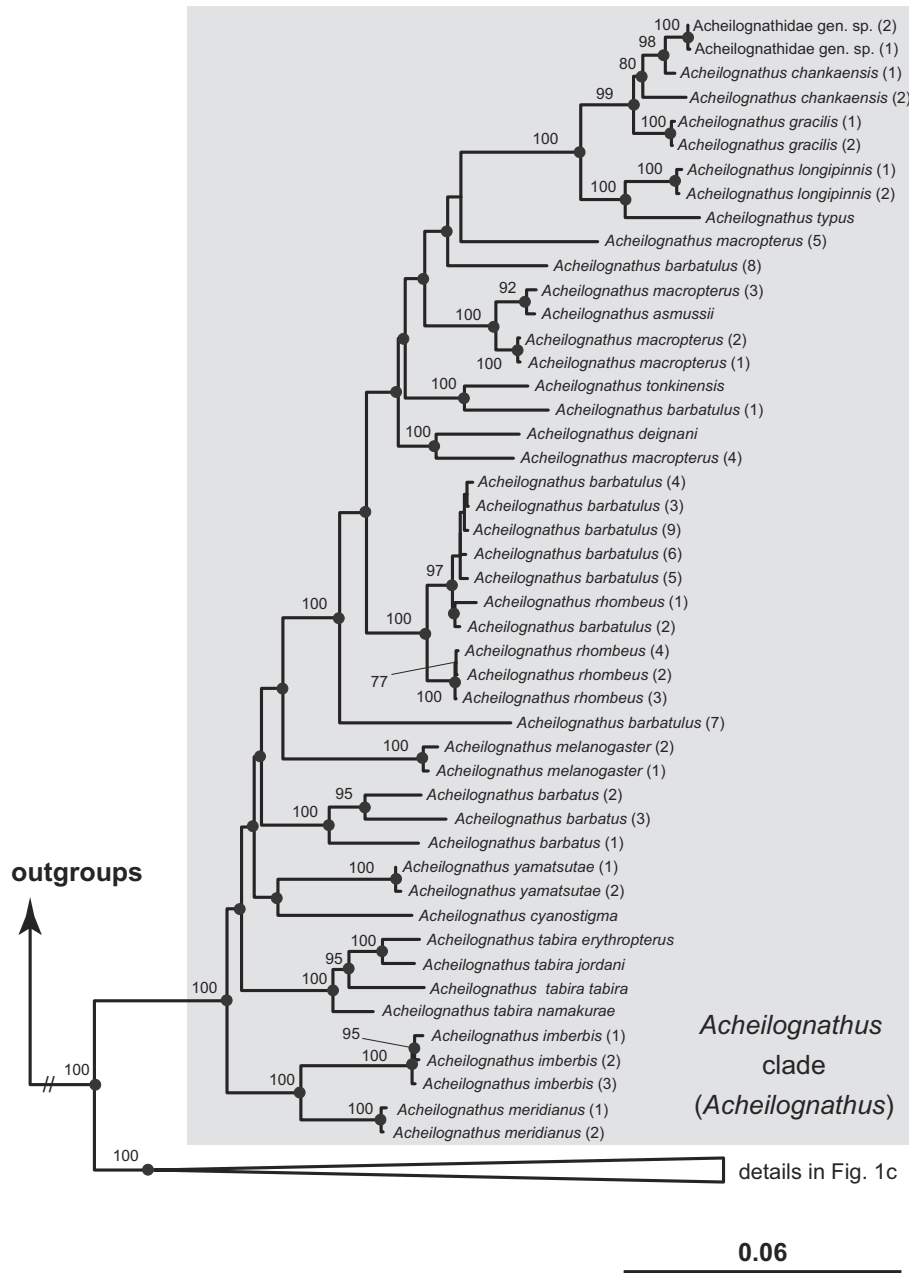 100
Acheilognathidae gen. sp. (2)
98
Acheilognathidae gen. sp. (1)
80
Acheilognathus chankaensis (1)
99
Acheilognathus chankaensis (2)
100
Acheilognathus gracilis (1)
100
Acheilognathus gracilis (2)
100
Acheilognathus longipinnis (1)
100
Acheilognathus longipinnis (2)
Acheilognathus typus
Acheilognathus macropterus (5)
Acheilognathus barbatulus (8)
92
Acheilognathus macropterus (3)
100
Acheilognathus asmussii
Acheilognathus macropterus (2)
100
Acheilognathus macropterus (1)
100
Acheilognathus tonkinensis
Acheilognathus barbatulus (1)
100
Acheilognathus deignani
Acheilognathus macropterus (4)
Acheilognathus barbatulus (4)
Acheilognathus barbatulus (3)
Acheilognathus barbatulus (9)
Acheilognathus barbatulus (6)
97
Acheilognathus barbatulus (5)
Acheilognathus rhombeus (1)
100
100
Acheilognathus barbatulus (2)
Acheilognathus rhombeus (4)
77
Acheilognathus rhombeus (2)
100
Acheilognathus rhombeus (3)
Acheilognathus barbatulus (7)
100
Acheilognathus melanogaster (2)
Acheilognathus melanogaster (1)
95
Acheilognathus barbatus (2)
100
Acheilognathus barbatus (3)
Acheilognathus barbatus (1)
outgroups
100
Acheilognathus yamatsutae (1)
Acheilognathus yamatsutae (2)
Acheilognathus cyanostigma
100
Acheilognathus tabira erythropterus
95
Acheilognathus tabira jordani
100
100
Acheilognathus tabira tabira
Acheilognathus tabira namakurae
95
Acheilognathus imberbis (1)
100
Acheilognathus imberbis (2)
100
100
Acheilognathus imberbis (3)
100
Acheilognathus meridianus (1)
Acheilognathus meridianus (2)
Acheilognathus
clade
(Acheilognathus)
100
details in Fig. 1c
0.06